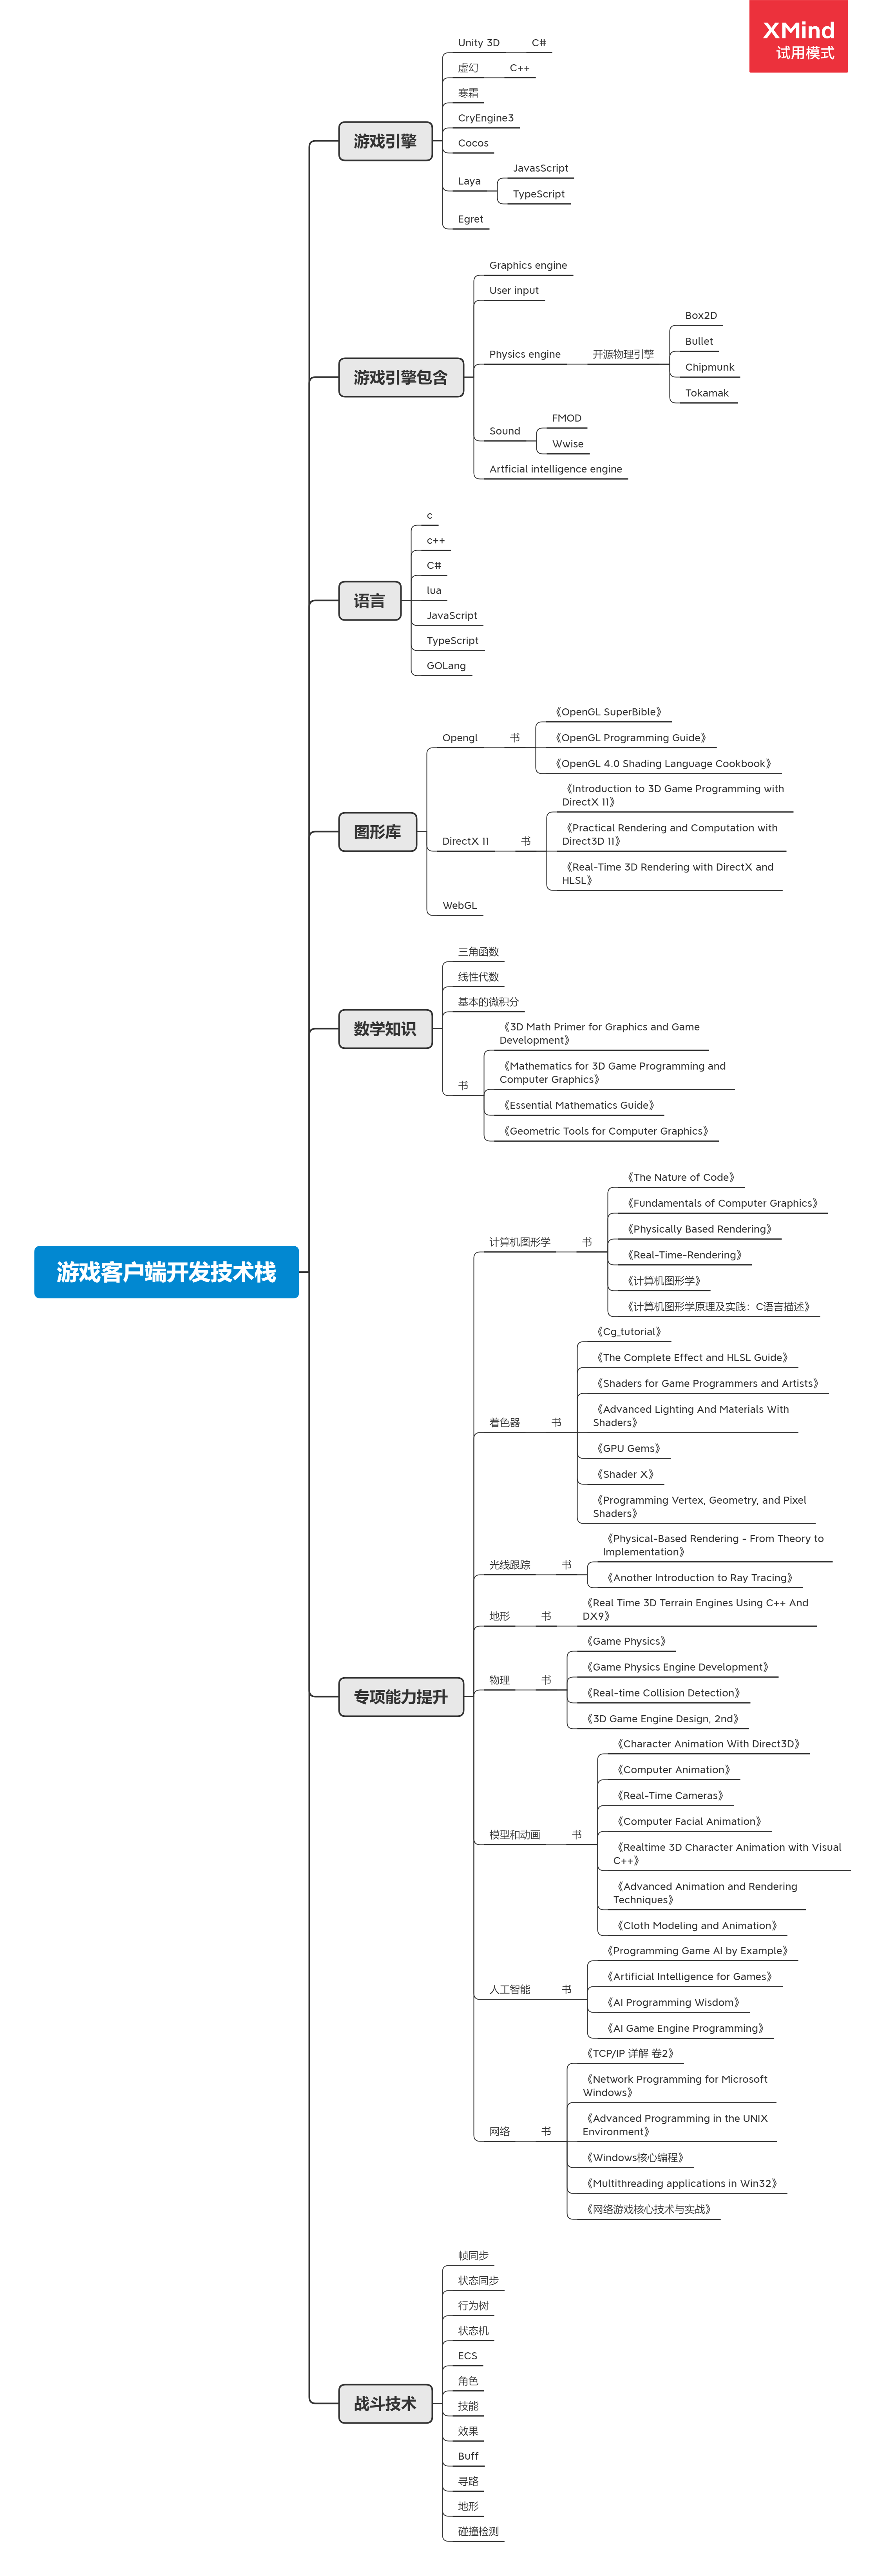 XMind
试用模式
游戏客户端开发技术栈
游戏引擎
Unity 3D
C#
虚幻
C++
寒霜
CryEngine3
Cocos
Laya
JavasScript
TypeScript
Egret
游戏引擎包含
Graphics engine
User input
Physics engine
开源物理引擎
Box2D
Bullet
Chipmunk
Tokamak
Sound
FMOD
Wwise
Artficial intelligence engine
语言
c
c++
C#
lua
JavaScript
TypeScript
GOLang
图形库
Opengl
书
《OpenGL SuperBible》
《OpenGL Programming Guide》
《OpenGL 4.0 Shading Language Cookbook》
DirectX 11
书
《Introduction to 3D Game Programming with
DirectX 11》
《Practical Rendering and Computation with
Direct3D 11》
《Real-Time 3D Rendering with DirectX and
HLSL》
WebGL
数学知识
三角函数
线性代数
基本的微积分
书
《3D Math Primer for Graphics and Game
Development》
《Mathematics for 3D Game Programming and
Computer Graphics》
《Essential Mathematics Guide》
《Geometric Tools for Computer Graphics》
专项能力提升
计算机图形学
书
《The Nature of Code》
《Fundamentals of Computer Graphics》
《Physically Based Rendering》
《Real-Time-Rendering》
《计算机图形学》
《计算机图形学原理及实践：C语言描述》
着色器
书
《Cg_tutorial》
《The Complete Effect and HLSL Guide》
《Shaders for Game Programmers and Artists》
《Advanced Lighting And Materials With
Shaders》
《GPU Gems》
《Shader X》
《Programming Vertex, Geometry, and Pixel
Shaders》
光线跟踪
书
《Physical-Based Rendering - From Theory to
Implementation》
《Another Introduction to Ray Tracing》
地形
书
《Real Time 3D Terrain Engines Using C++ And
DX9》
物理
书
《Game Physics》
《Game Physics Engine Development》
《Real-time Collision Detection》
《3D Game Engine Design, 2nd》
模型和动画
书
《Character Animation With Direct3D》
《Computer Animation》
《Real-Time Cameras》
《Computer Facial Animation》
《Realtime 3D Character Animation with Visual
C++》
《Advanced Animation and Rendering
Techniques》
《Cloth Modeling and Animation》
人工智能
书
《Programming Game AI by Example》
《Artificial Intelligence for Games》
《AI Programming Wisdom》
《AI Game Engine Programming》
网络
书
《TCP/IP 详解 卷2》
《Network Programming for Microsoft
Windows》
《Advanced Programming in the UNIX
Environment》
《Windows核心编程》
《Multithreading applications in Win32》
《网络游戏核心技术与实战》
战斗技术
帧同步
状态同步
行为树
状态机
ECS
角色
技能
效果
Buff
寻路
地形
碰撞检测